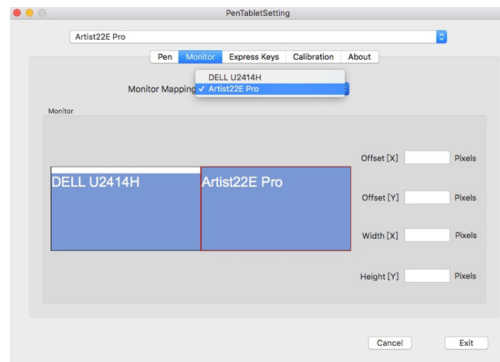 PenTabletSetting
Artist22E Pro
Pen Monitor Express Keys Calibration About
DELL U2414H
Monitor Mapping ✓ Artist22E Pro
Monitor
Offset [X] Pixels
DELL U2414H Artist22E Pro
Offset [Y] Pixels
Width [X] Pixels
Height [Y] Pixels
Cancel Exit